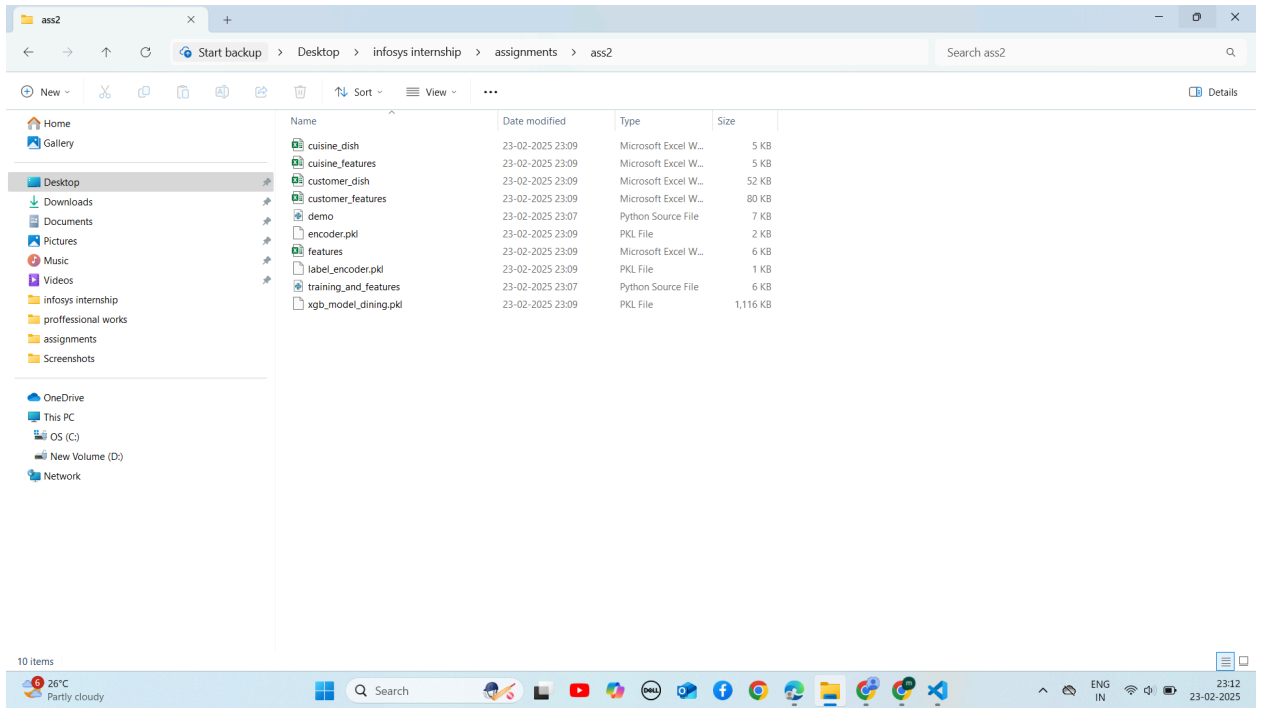 ass2
Start backup > Desktop > infosys internship > assignments > ass2
Search ass2
New
Sort
View
Details
Home
Gallery
Desktop
Downloads
Documents
Pictures
Music
Videos
infosys internship
proffessional works
assignments
Screenshots
OneDrive
This PC
OS (C:)
New Volume (D:)
Network
Name Date modified Type Size
cuisine_dish 23-02-2025 23:09 Microsoft Excel W... 5 KB
cuisine_features 23-02-2025 23:09 Microsoft Excel W... 5 KB
customer_dish 23-02-2025 23:09 Microsoft Excel W... 52 KB
customer_features 23-02-2025 23:09 Microsoft Excel W... 80 KB
demo 23-02-2025 23:07 Python Source File 7 KB
encoder.pkl 23-02-2025 23:09 PKL File 2 KB
features 23-02-2025 23:09 Microsoft Excel W... 6 KB
label_encoder.pkl 23-02-2025 23:09 PKL File 1 KB
training_and_features 23-02-2025 23:07 Python Source File 6 KB
xgb_model_dining.pkl 23-02-2025 23:09 PKL File 1,116 KB
10 items
6
26°C
Partly cloudy
Search
DELL
m
ENG
IN
23:12
23-02-2025